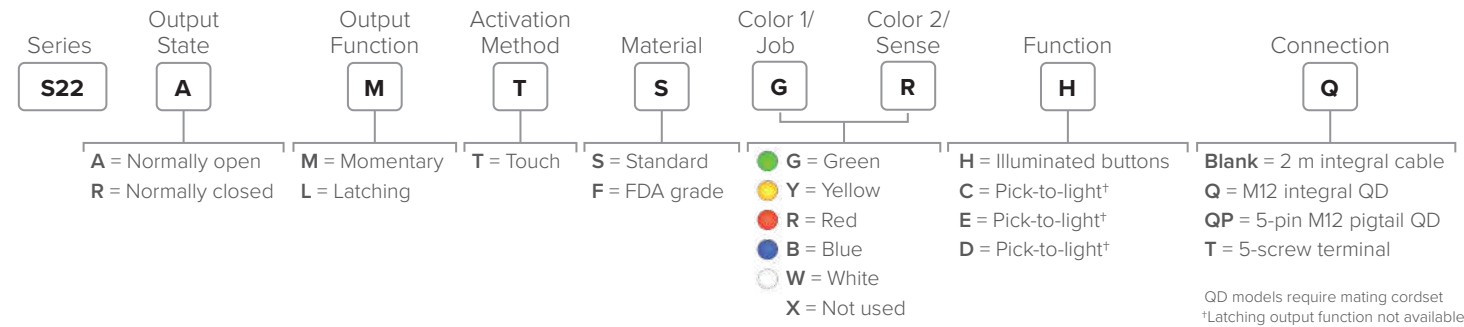 Series
Output
State
Output
Function
Activation
Method
Material
Color 1/
Job
Color 2/
Sense
Function
Connection
S22
A
M
T
S
G
R
H
Q
A = Normally open
R = Normally closed
M = Momentary
L = Latching
T = Touch
S = Standard
F = FDA grade
G = Green
Y = Yellow
R = Red
B = Blue
W = White
X = Not used
H = Illuminated buttons
C = Pick-to-light†
E = Pick-to-light†
D = Pick-to-light†
Blank = 2 m integral cable
Q = M12 integral QD
QP = 5-pin M12 pigtail QD
T = 5-screw terminal
QD models require mating cordset
†Latching output function not available